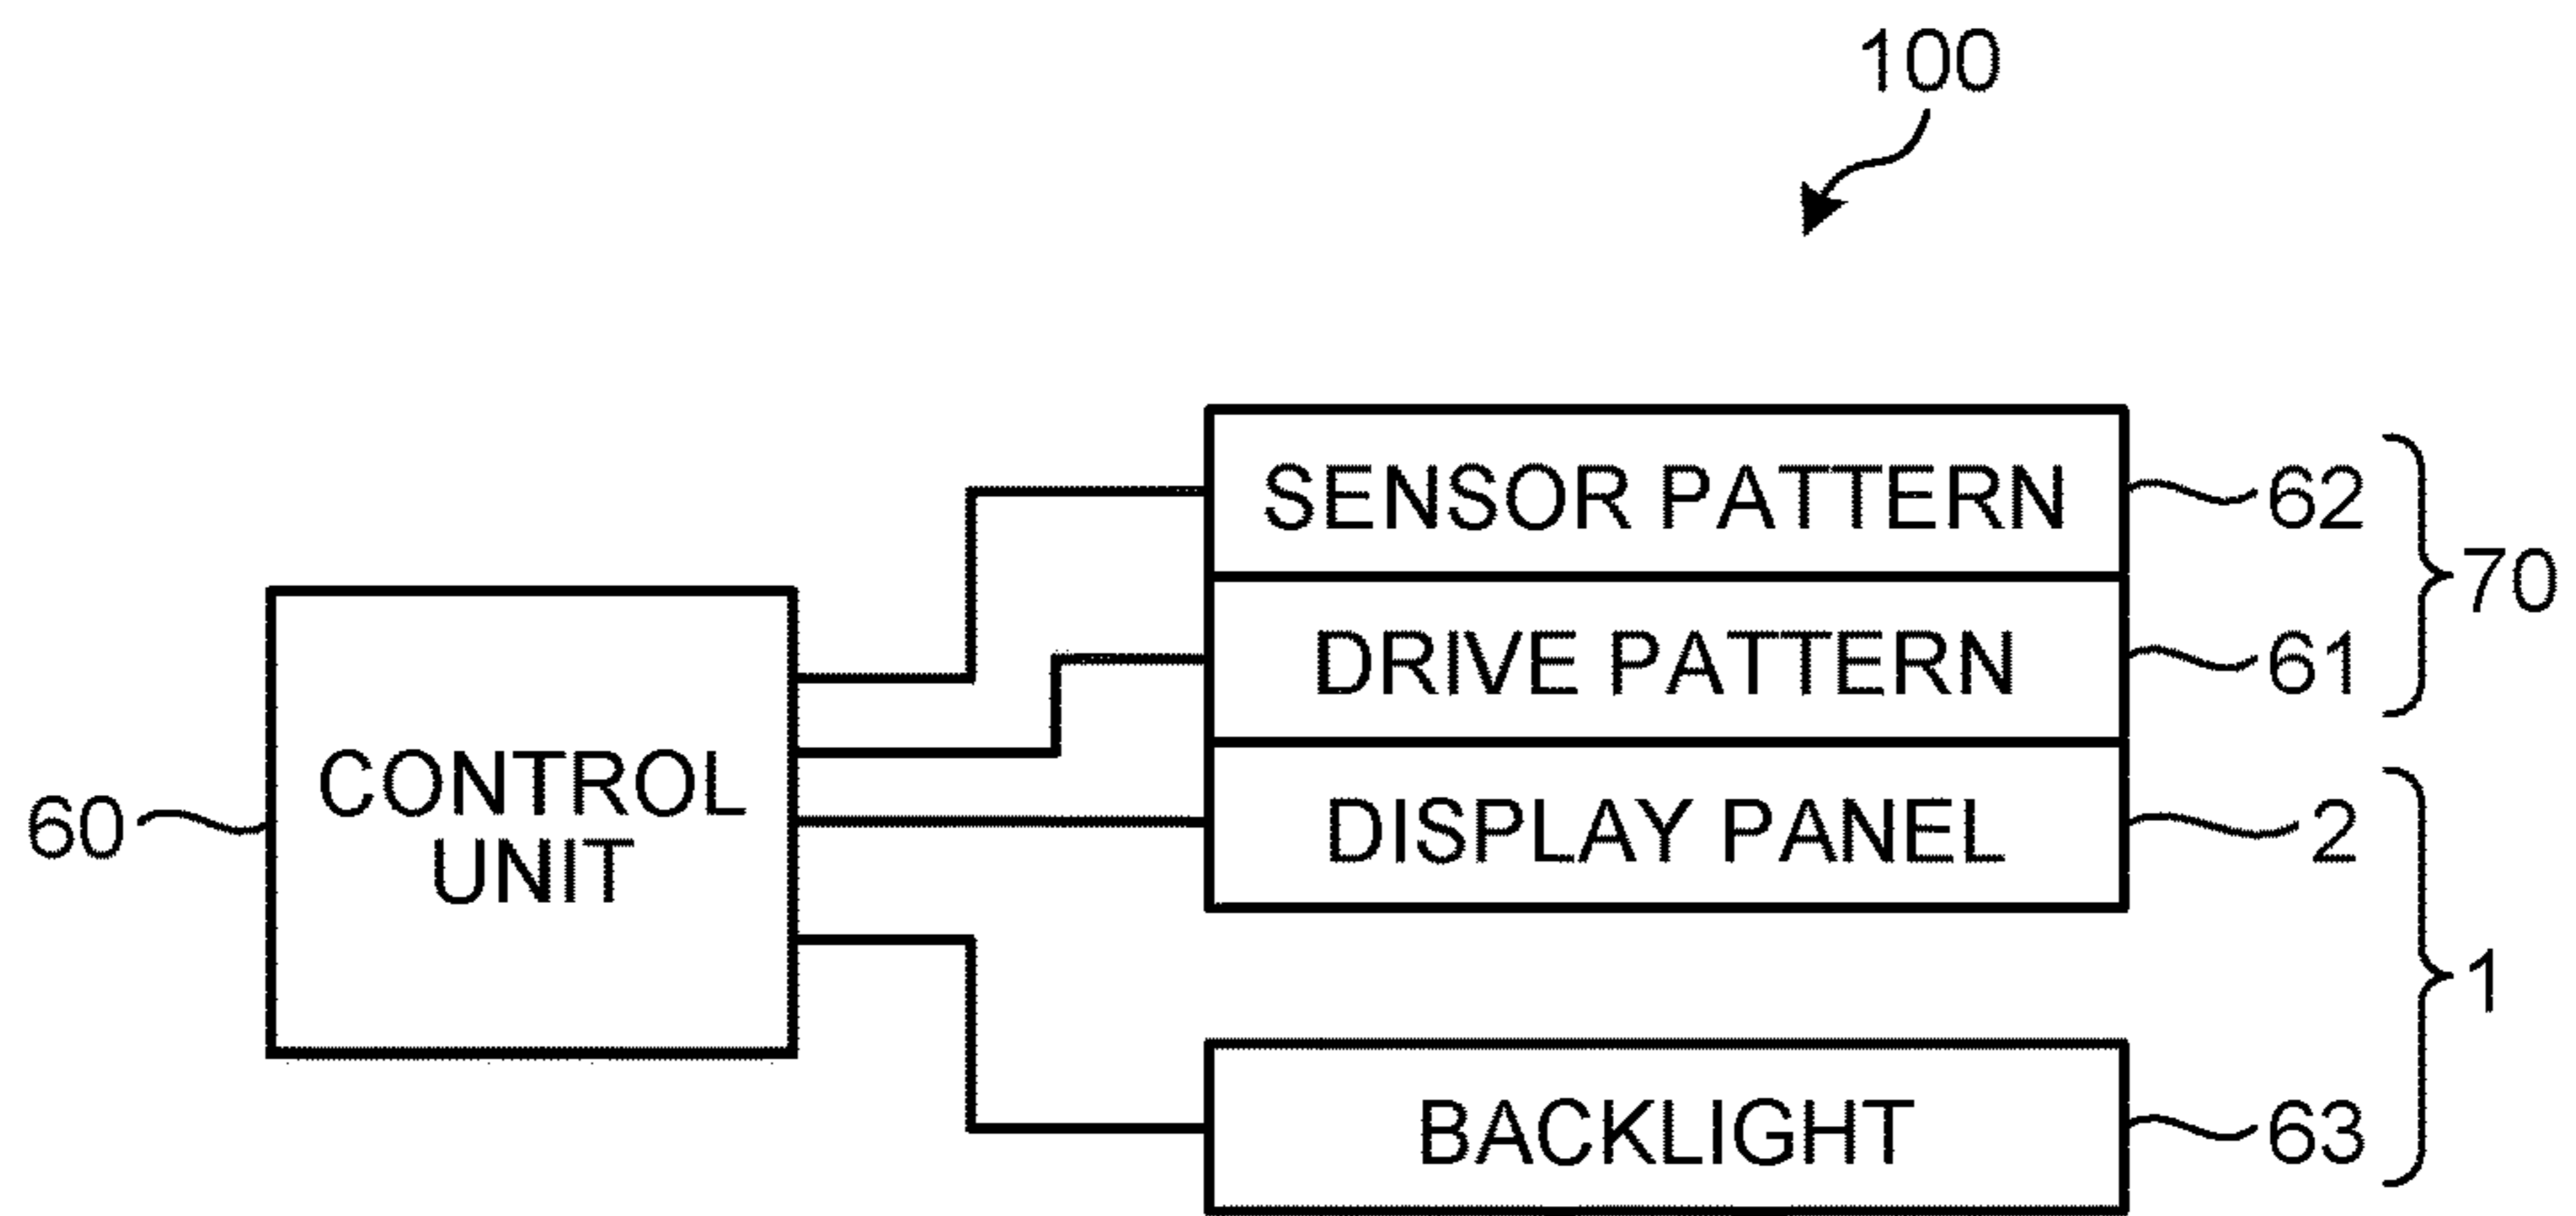 100
SENSOR PATTERN
62
70
DRIVE PATTERN
61
CONTROL
UNIT
60
DISPLAY PANEL
2
1
BACKLIGHT
63